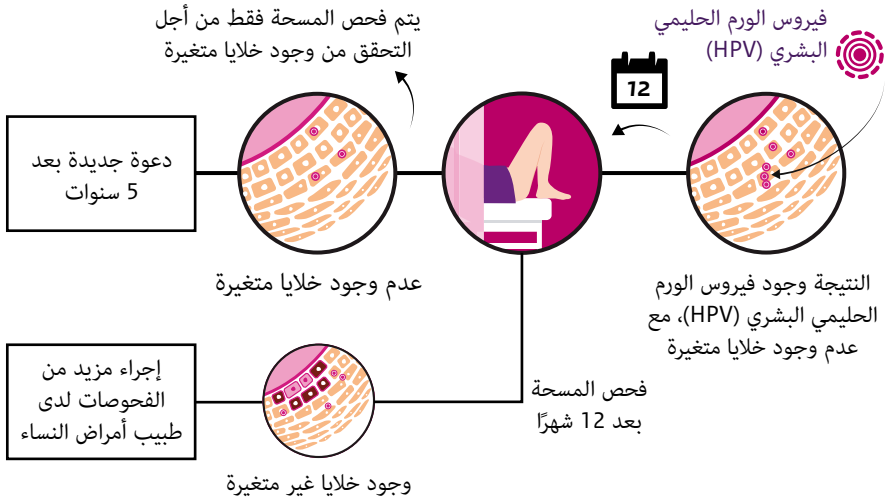 فيروس الورم الحليمي
البشري (HPV)
12
يتم فحص المسحة فقط من أجل
التحقق من وجود خلايا متغيرة
النتيجة وجود فيروس الورم
الحليمي البشري (HPV)، مع
عدم وجود خلايا متغيرة
فحص المسحة
بعد 12 شهرًا
عدم وجود خلايا متغيرة
دعوة جديدة بعد
5 سنوات
وجود خلايا غير متغيرة
إجراء مزيد من
الفحوصات لدى
طبيب أمراض النساء